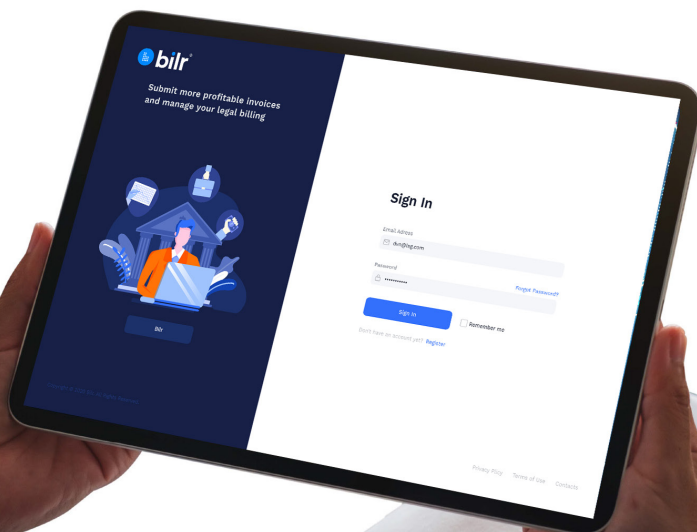 bilr
Submit more profitable invoices
and manage your legal billing
Bilr
Sign In
Email Adress
Password
Forgot Password?
Sign In
Remember me
Don't have an account yet? Register
Privacy Plicy Terms of Use Contacts